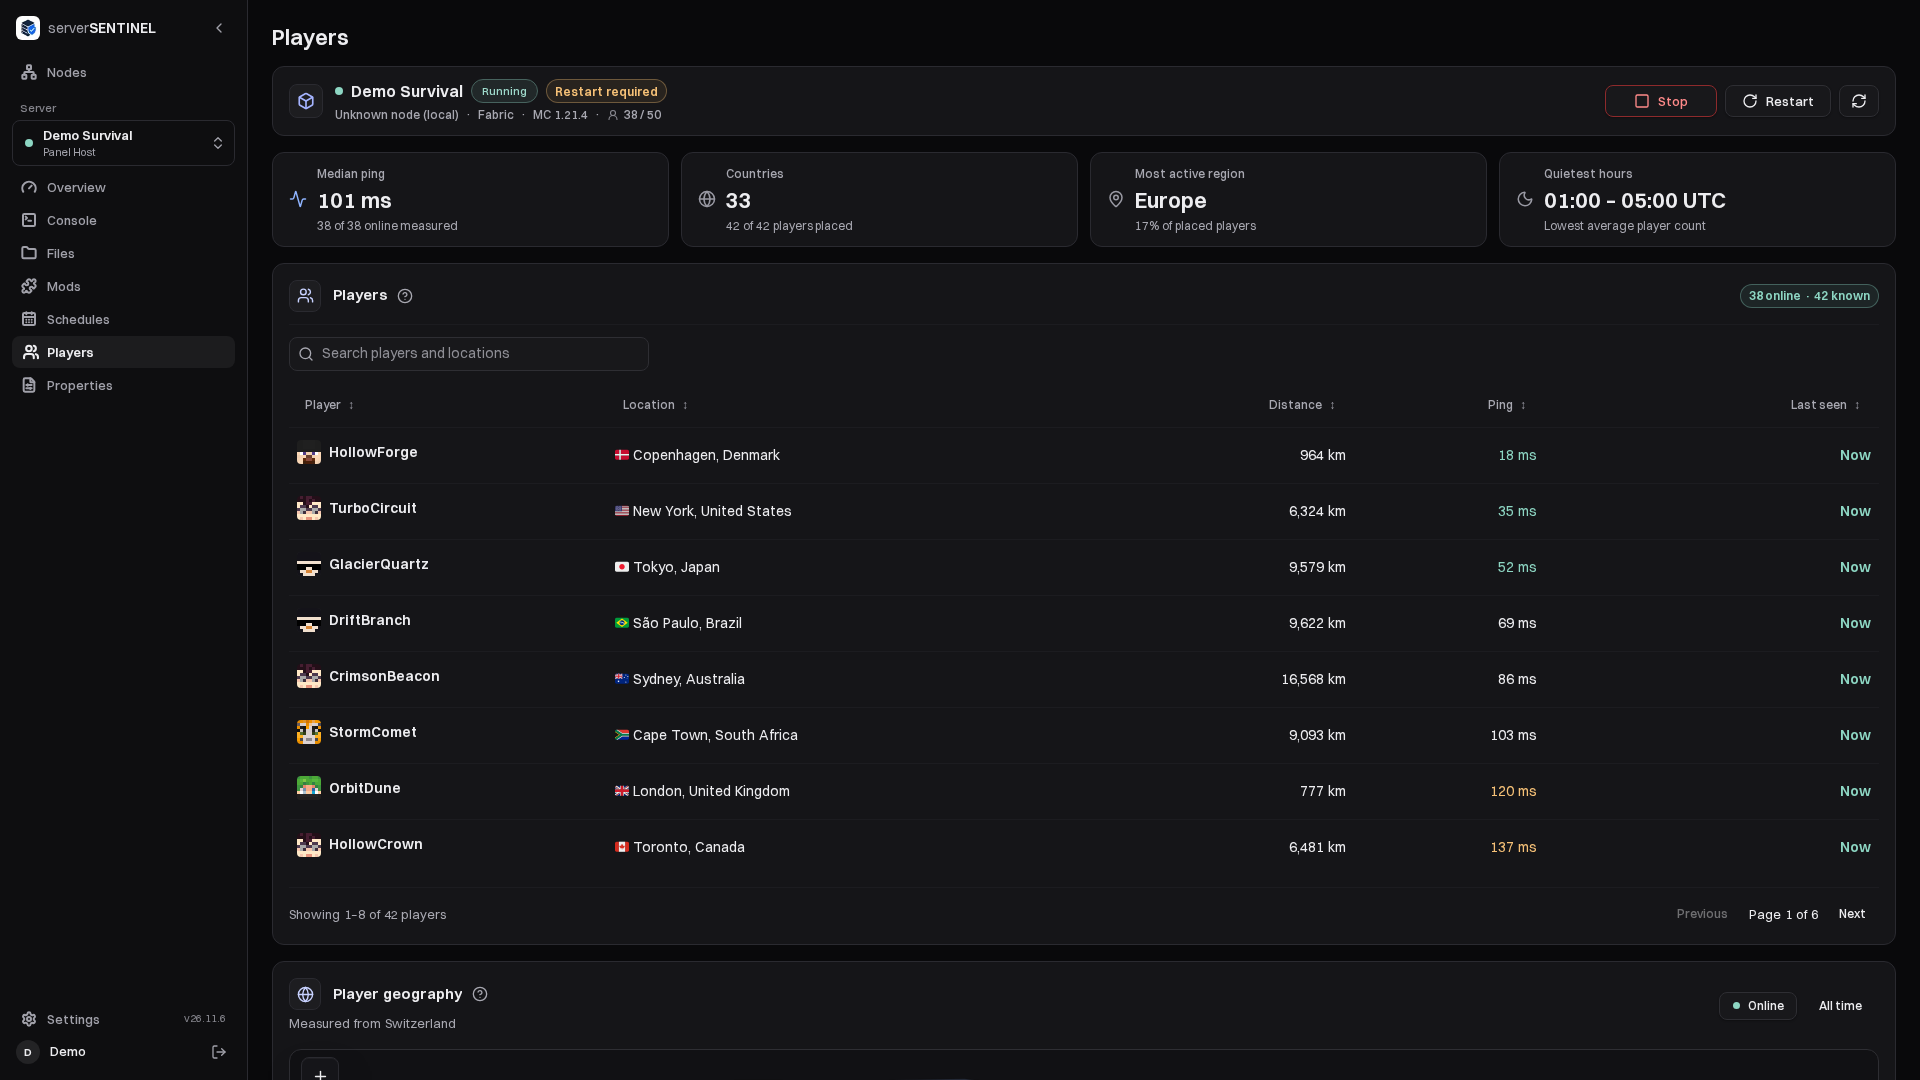 serverSENTINEL
Nodes
Server
Demo Survival
Panel Host
Overview
Console
Files
Mods
Schedules
Players
Properties
Settings
v26.11.6
D
Demo
Players
Demo Survival
Running
Restart required
Unknown node (local) · Fabric · MC 1.21.4 · 38 / 50
Stop
Restart
Median ping
101 ms
38 of 38 online measured
Countries
33
42 of 42 players placed
Most active region
Europe
17% of placed players
Quietest hours
01:00 – 05:00 UTC
Lowest average player count
Players
38 online · 42 known
Search players and locations
Player ↕ Location ↕ Distance ↕ Ping ↕ Last seen ↕
HollowForge Copenhagen, Denmark 964 km 18 ms Now
TurboCircuit New York, United States 6,324 km 35 ms Now
GlacierQuartz Tokyo, Japan 9,579 km 52 ms Now
DriftBranch São Paulo, Brazil 9,622 km 69 ms Now
CrimsonBeacon Sydney, Australia 16,568 km 86 ms Now
StormComet Cape Town, South Africa 9,093 km 103 ms Now
OrbitDune London, United Kingdom 777 km 120 ms Now
HollowCrown Toronto, Canada 6,481 km 137 ms Now
Showing 1–8 of 42 players
Previous Page 1 of 6 Next
Player geography
Measured from Switzerland
Online
All time